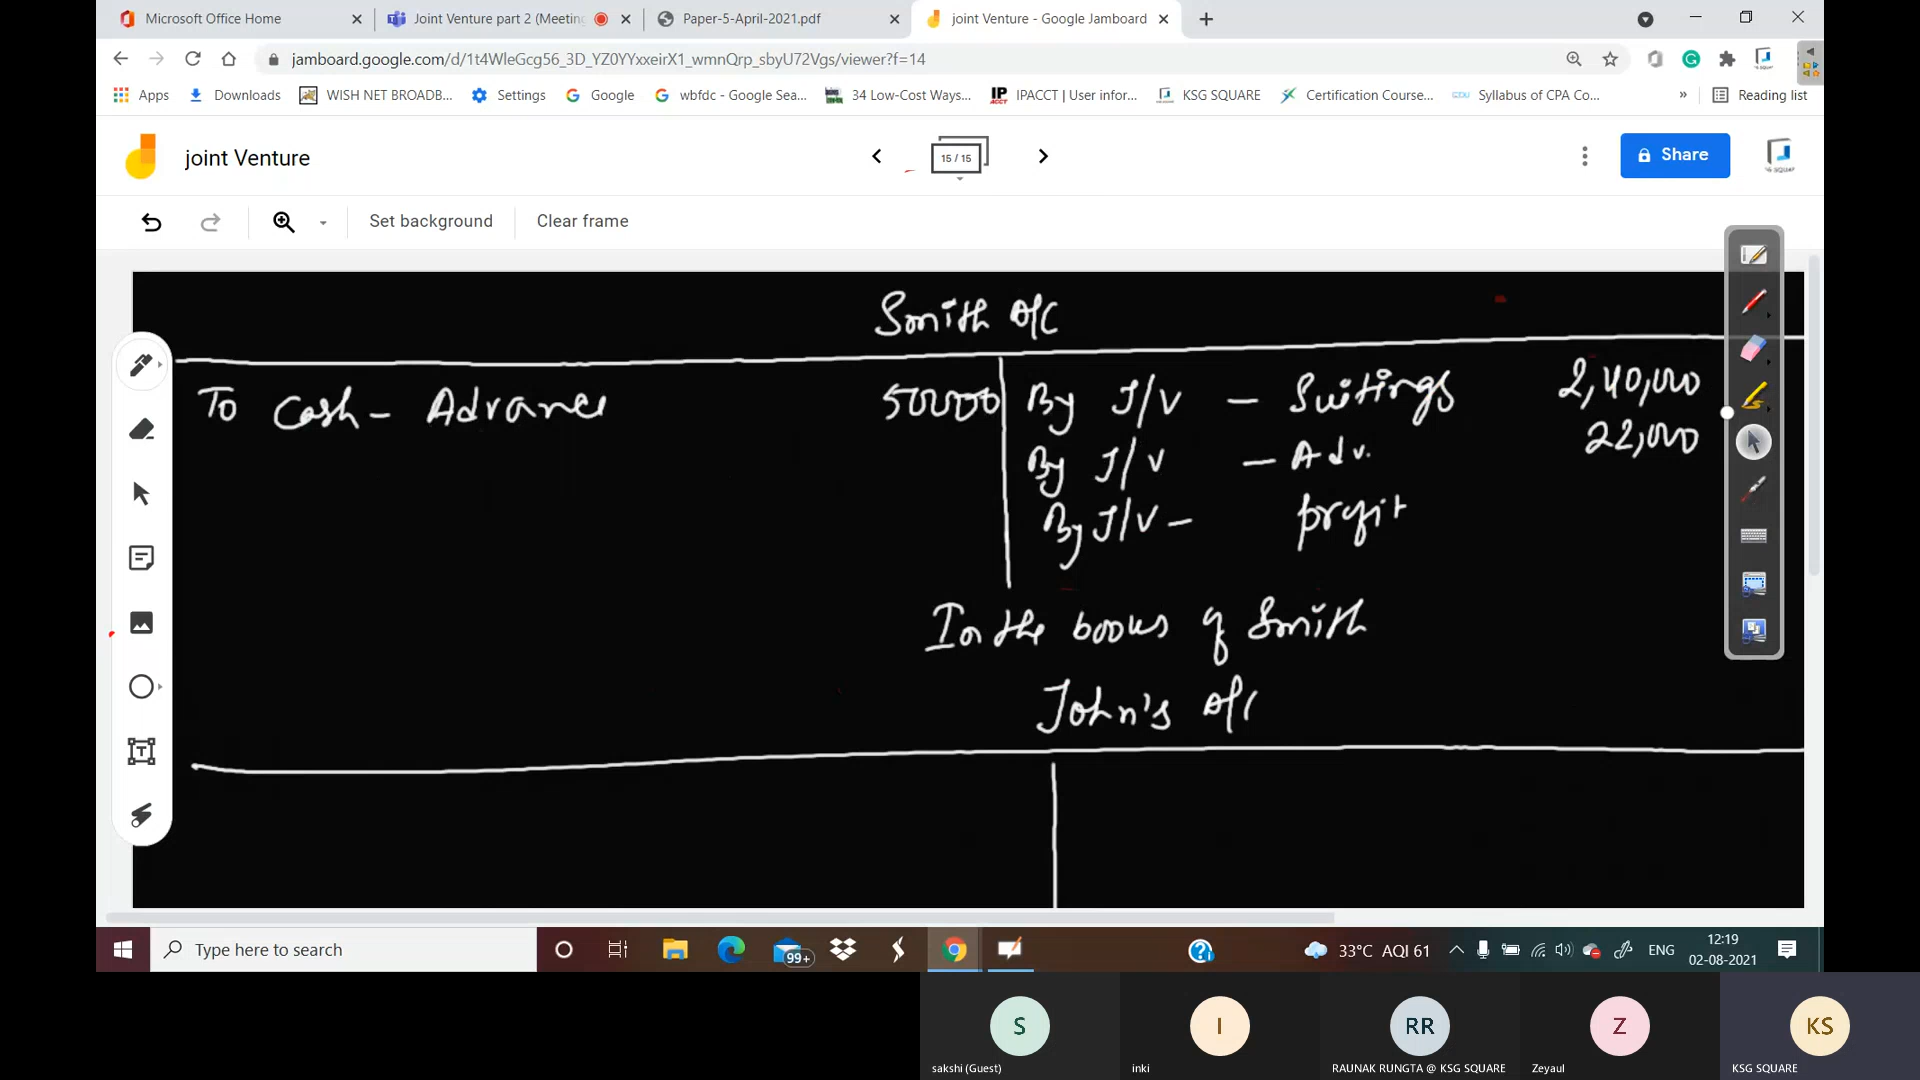 Microsoft Office Home
Joint Venture part 2 (Meetin
Paper-5-April-2021.pdf
joint Venture - Google Jamboard
jamboard.google.com/d/1t4WleGcg56_3D_YZ0YYxxeirX1_wmnQrp_sbyU72Vgs/viewer?f=14
Apps Downloads WISH NET BROADB... Settings Google wbfdc - Google Sea... 34 Low-Cost Ways... IPACCT | User infor... KSG SQUARE Certification Course... Syllabus of CPA Co... » Reading list
joint Venture
15 / 15
Share
Set background Clear frame
Smith A/C
To Cash - Advance 50000 By J/V - Suitings 2,40,000
By J/V - Adv. 22,000
By J/V - profit
In the books of Smith
John's A/C
Type here to search
99+
33°C AQI 61
ENG
12:19
02-08-2021
S I RR Z KS
sakshi (Guest) inki RAUNAK RUNGTA @ KSG SQUARE Zeyaul KSG SQUARE